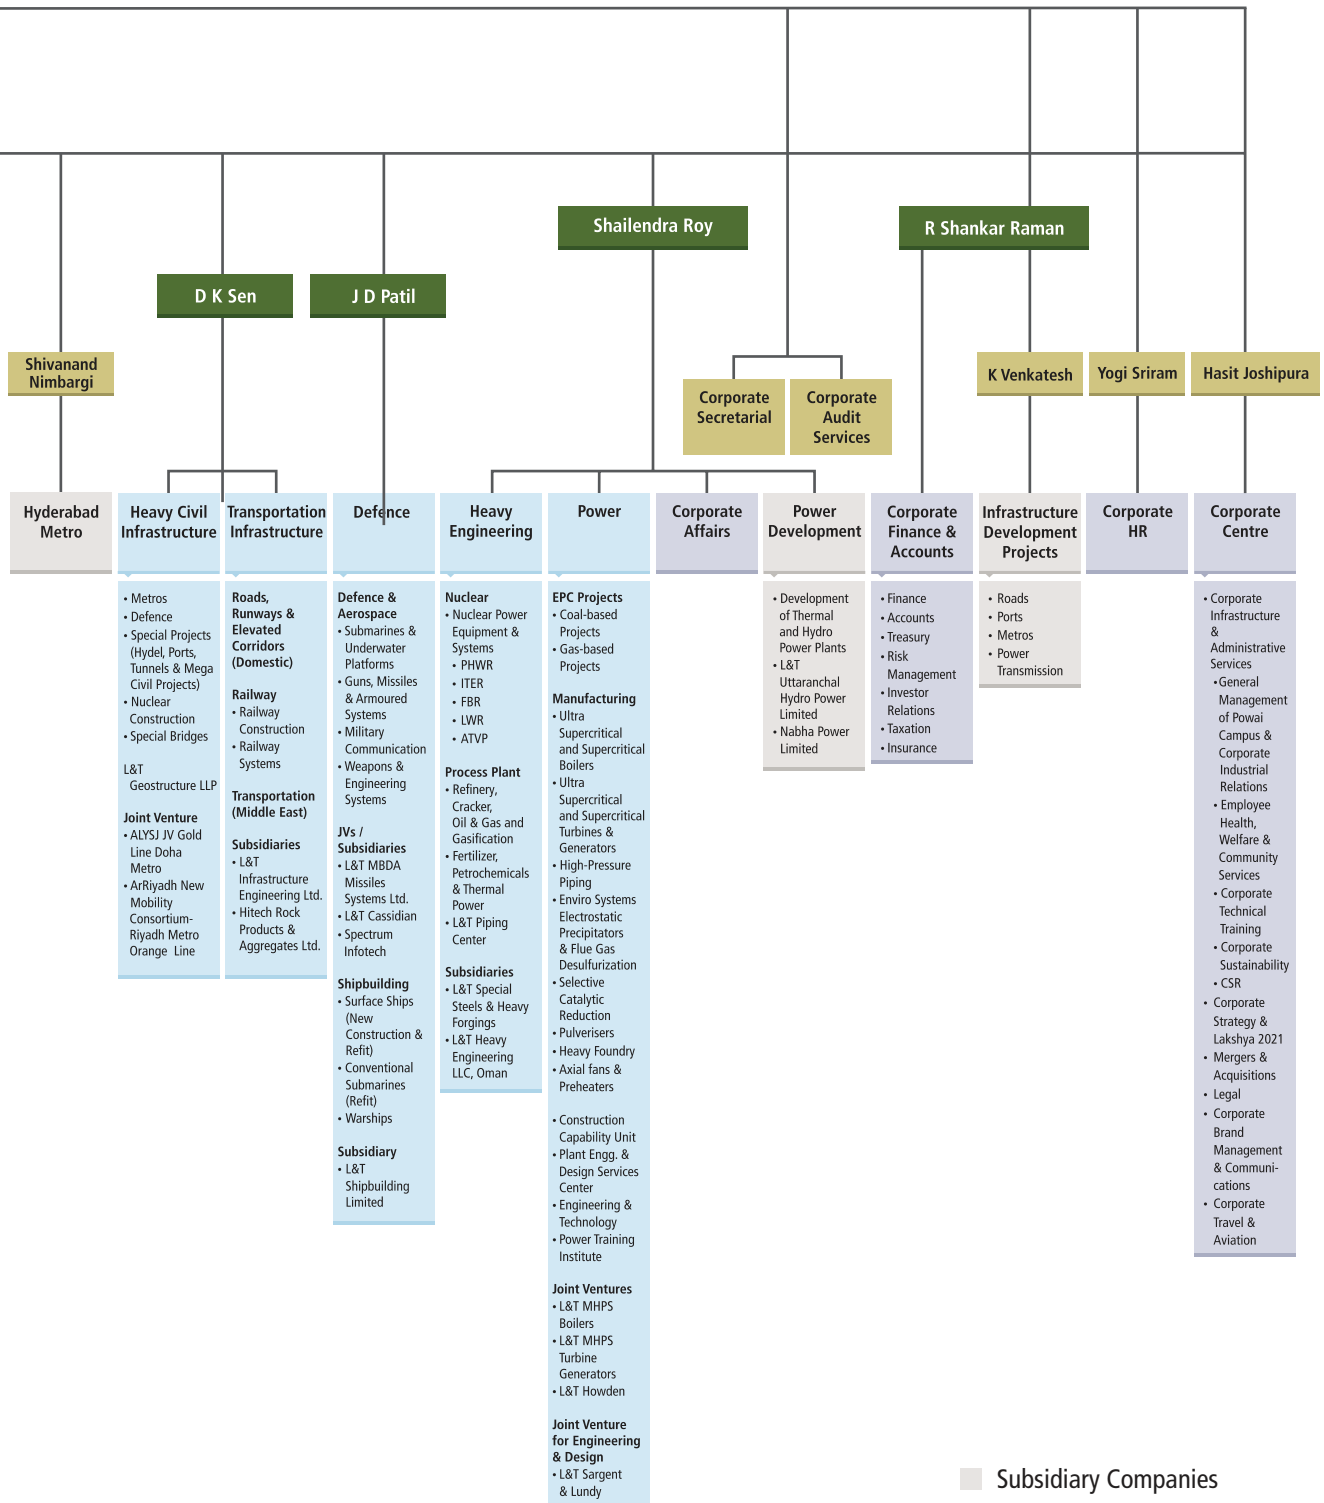 Shailendra Roy
R Shankar Raman
D K Sen
J D Patil
Shivanand
Nimbargi
K Venkatesh
Yogi Sriram
Hasit Joshipura
Corporate
Secretarial
Corporate
Audit
Services
Hyderabad
Metro
Heavy Civil
Infrastructure
Transportation
Infrastructure
Defence
Heavy
Engineering
Power
Corporate
Affairs
Power
Development
Corporate
Finance &
Accounts
Infrastructure
Development
Projects
Corporate
HR
Corporate
Centre
• Metros
• Defence
• Special Projects
(Hydel, Ports,
Tunnels & Mega
Civil Projects)
• Nuclear
Construction
• Special Bridges
L&T
Geostructure LLP
Joint Venture
• ALYSJ JV Gold
Line Doha
Metro
• ArRiyadh New
Mobility
Consortium-
Riyadh Metro
Orange Line
Roads,
Runways &
Elevated
Corridors
(Domestic)
Railway
• Railway
Construction
• Railway
Systems
Transportation
(Middle East)
Subsidiaries
• L&T
Infrastructure
Engineering Ltd.
• Hitech Rock
Products &
Aggregates Ltd.
Defence &
Aerospace
• Submarines &
Underwater
Platforms
• Guns, Missiles
& Armoured
Systems
• Military
Communication
• Weapons &
Engineering
Systems
JVs /
Subsidiaries
• L&T MBDA
Missiles
Systems Ltd.
• L&T Cassidian
• Spectrum
Infotech
Shipbuilding
• Surface Ships
(New
Construction &
Refit)
• Conventional
Submarines
(Refit)
• Warships
Subsidiary
• L&T
Shipbuilding
Limited
Nuclear
• Nuclear Power
Equipment &
Systems
• PHWR
• ITER
• FBR
• LWR
• ATVP
Process Plant
• Refinery,
Cracker,
Oil & Gas and
Gasification
• Fertilizer,
Petrochemicals
& Thermal
Power
• L&T Piping
Center
Subsidiaries
• L&T Special
Steels & Heavy
Forgings
• L&T Heavy
Engineering
LLC, Oman
EPC Projects
• Coal-based
Projects
• Gas-based
Projects
Manufacturing
• Ultra
Supercritical
and Supercritical
Boilers
• Ultra
Supercritical
and Supercritical
Turbines &
Generators
• High-Pressure
Piping
• Enviro Systems
Electrostatic
Precipitators
& Flue Gas
Desulfurization
• Selective
Catalytic
Reduction
• Pulverisers
• Heavy Foundry
• Axial fans &
Preheaters
• Construction
Capability Unit
• Plant Engg. &
Design Services
Center
• Engineering &
Technology
• Power Training
Institute
Joint Ventures
• L&T MHPS
Boilers
• L&T MHPS
Turbine
Generators
• L&T Howden
Joint Venture
for Engineering
& Design
• L&T Sargent
& Lundy
• Development
of Thermal
and Hydro
Power Plants
• L&T
Uttaranchal
Hydro Power
Limited
• Nabha Power
Limited
• Finance
• Accounts
• Treasury
• Risk
Management
• Investor
Relations
• Taxation
• Insurance
• Roads
• Ports
• Metros
• Power
Transmission
• Corporate
Infrastructure
&
Administrative
Services
• General
Management
of Powai
Campus &
Corporate
Industrial
Relations
• Employee
Health,
Welfare &
Community
Services
• Corporate
Technical
Training
• Corporate
Sustainability
• CSR
• Corporate
Strategy &
Lakshya 2021
• Mergers &
Acquisitions
• Legal
• Corporate
Brand
Management
& Communi-
cations
• Corporate
Travel &
Aviation
Subsidiary Companies